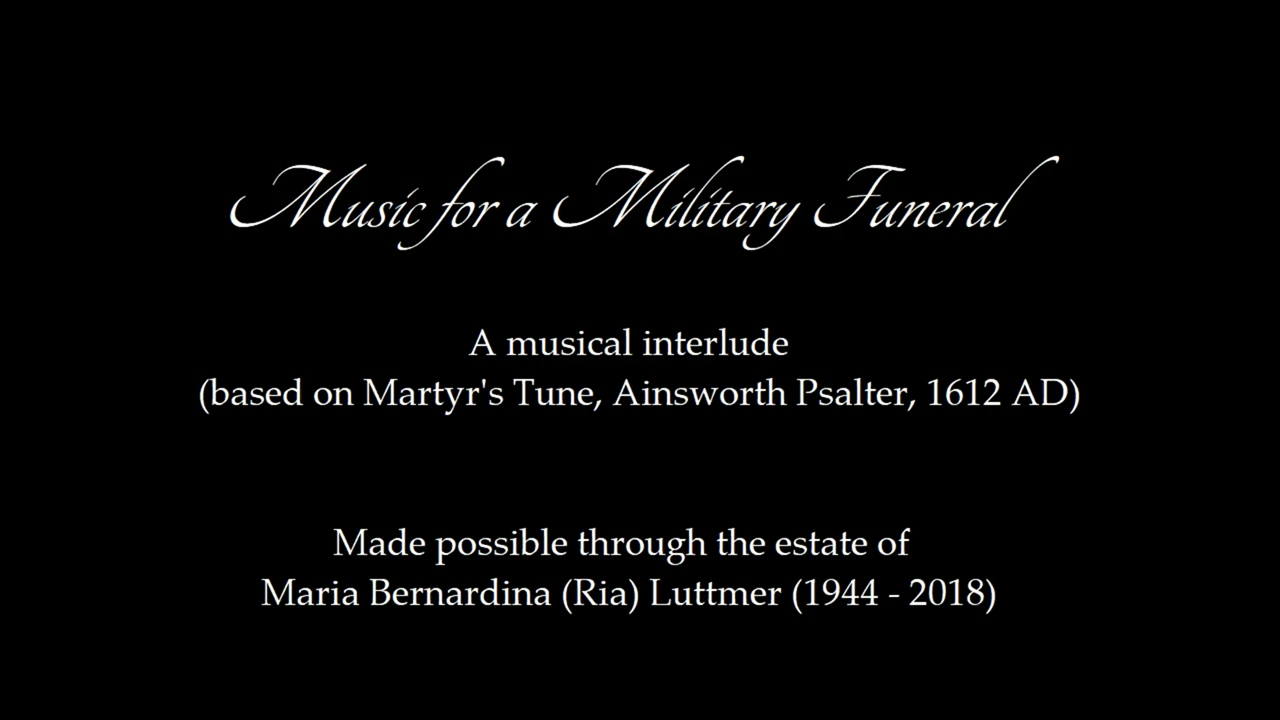 Music for a Military Funeral
A musical interlude
(based on Martyr's Tune, Ainsworth Psalter, 1612 AD)
Made possible through the estate of
Maria Bernardina (Ria) Luttmer (1944 - 2018)